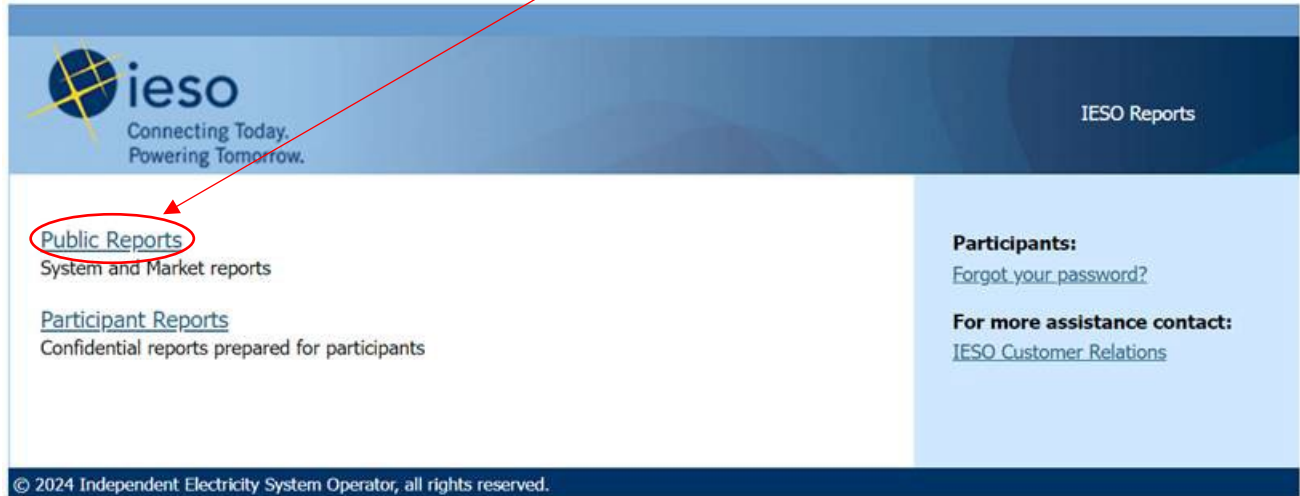 ieso
Connecting Today.
Powering Tomorrow.
IESO Reports
Public Reports
System and Market reports
Participant Reports
Confidential reports prepared for participants
Participants:
Forgot your password?
For more assistance contact:
IESO Customer Relations
© 2024 Independent Electricity System Operator, all rights reserved.